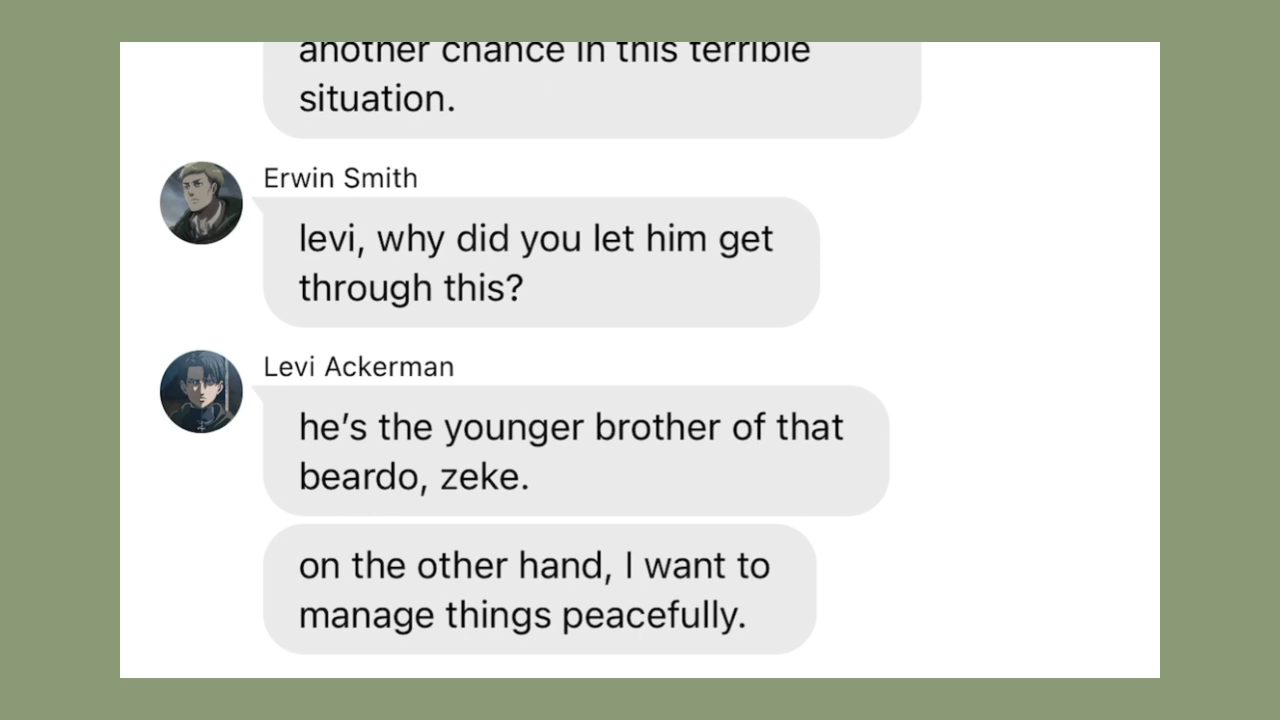 another chance in this terrible
situation.
Erwin Smith
levi, why did you let him get
through this?
Levi Ackerman
he’s the younger brother of that
beardo, zeke.
on the other hand, I want to
manage things peacefully.